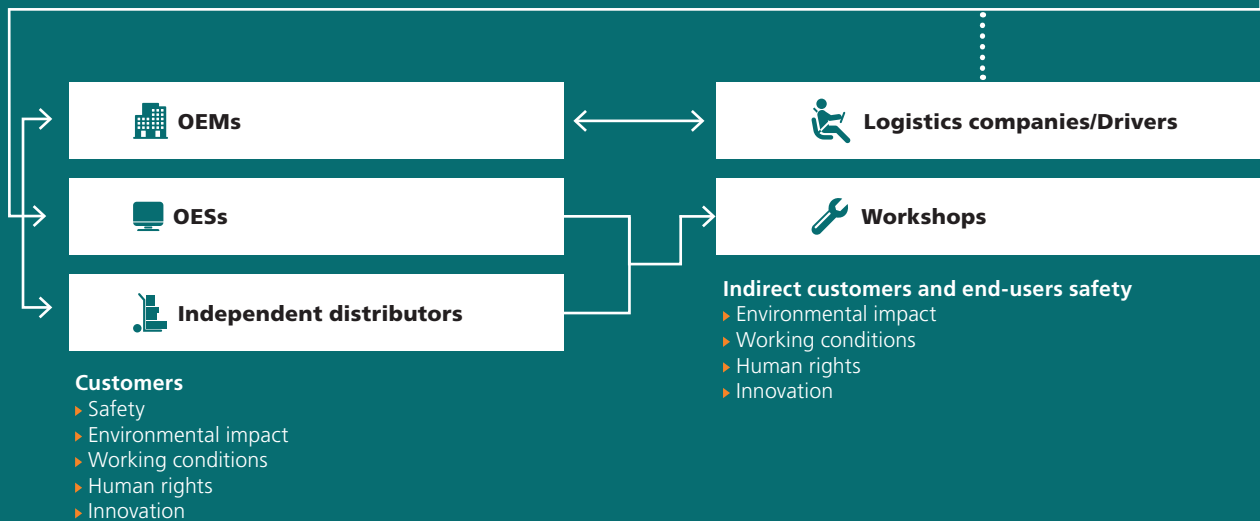 OEMs
OESs
Independent distributors
Customers
Safety
Environmental impact
Working conditions
Human rights
Innovation
Logistics companies/Drivers
Workshops
Indirect customers and end-users safety
Environmental impact
Working conditions
Human rights
Innovation